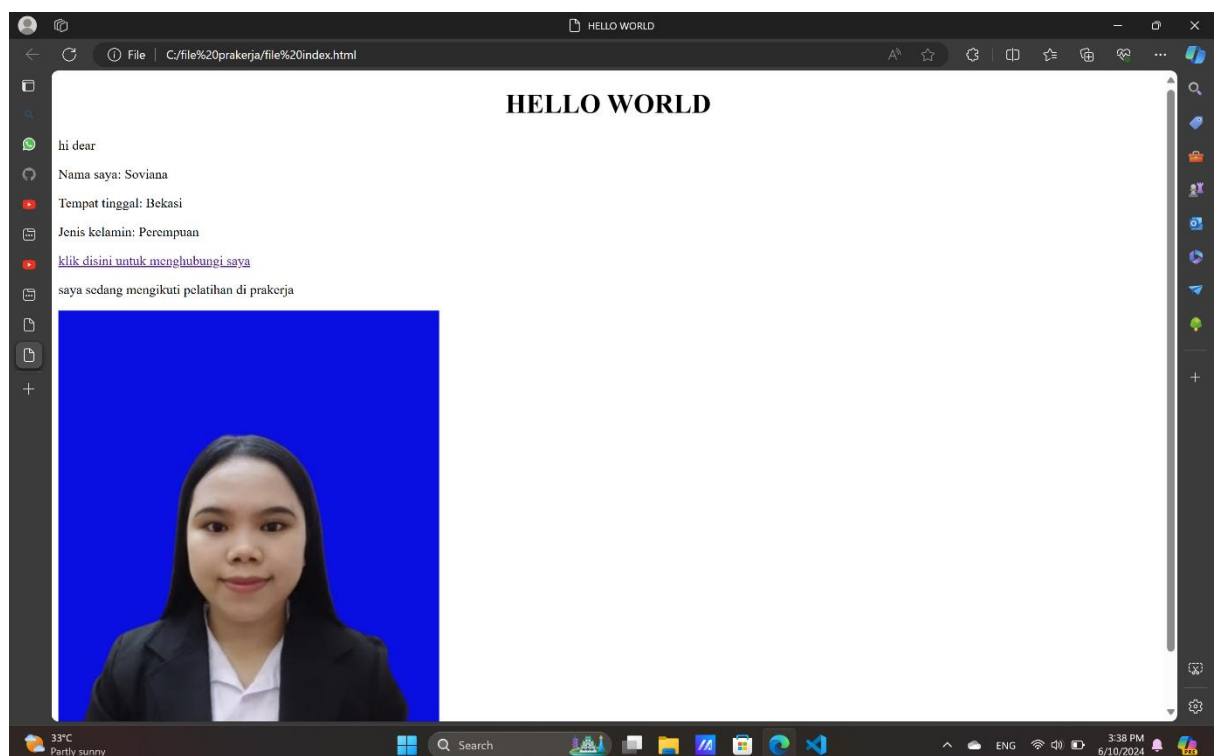 HELLO WORLD
File C:/file%20prakerja/file%20index.html
HELLO WORLD
hi dear
Nama saya: Soviana
Tempat tinggal: Bekasi
Jenis kelamin: Perempuan
klik disini untuk menghubungi saya
saya sedang mengikuti pelatihan di prakerja
33°C
Partly sunny
Search
ENG
3:38 PM
6/10/2024